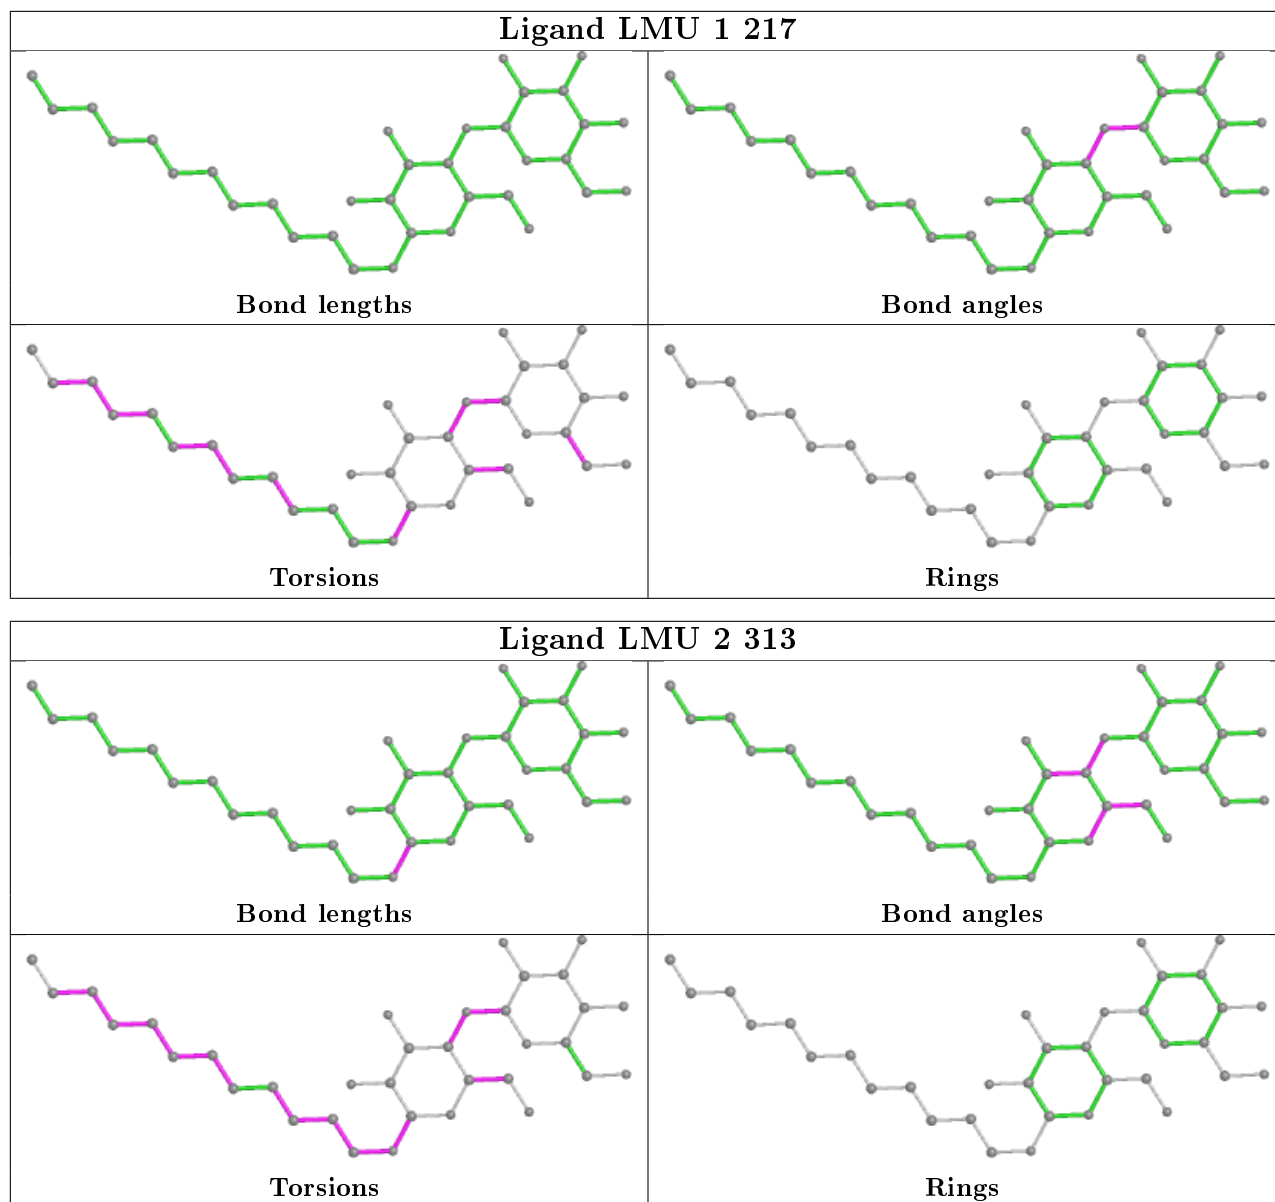 Ligand LMU 1 217
Bond lengths
Bond angles
Torsions
Rings
Ligand LMU 2 313
Bond lengths
Bond angles
Torsions
Rings